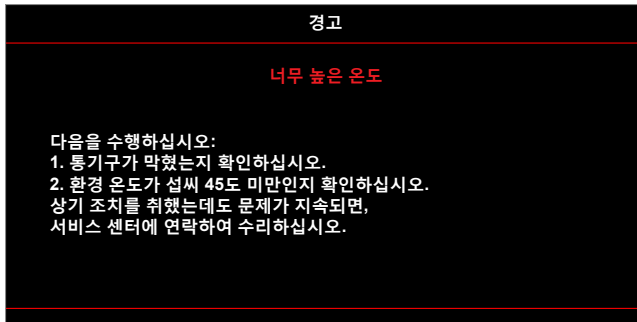 경고
너무 높은 온도
다음을 수행하십시오:
1. 통기구가 막혔는지 확인하십시오.
2. 환경 온도가 섭씨 45도 미만인지 확인하십시오.
상기 조치를 취했는데도 문제가 지속되면,
서비스 센터에 연락하여 수리하십시오.